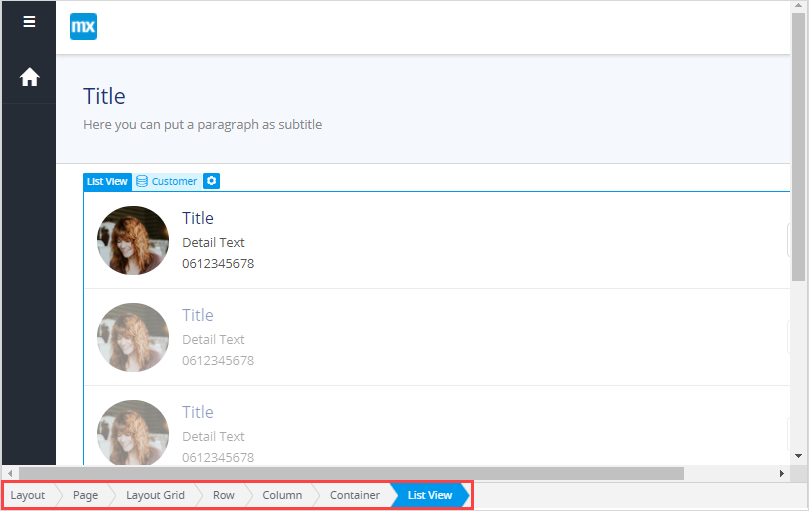 mx
Title
Here you can put a paragraph as subtitle
List View Customer
Title
Detail Text
0612345678
Title
Detail Text
0612345678
Title
Detail Text
0612345678
Layout Page Layout Grid Row Column Container List View